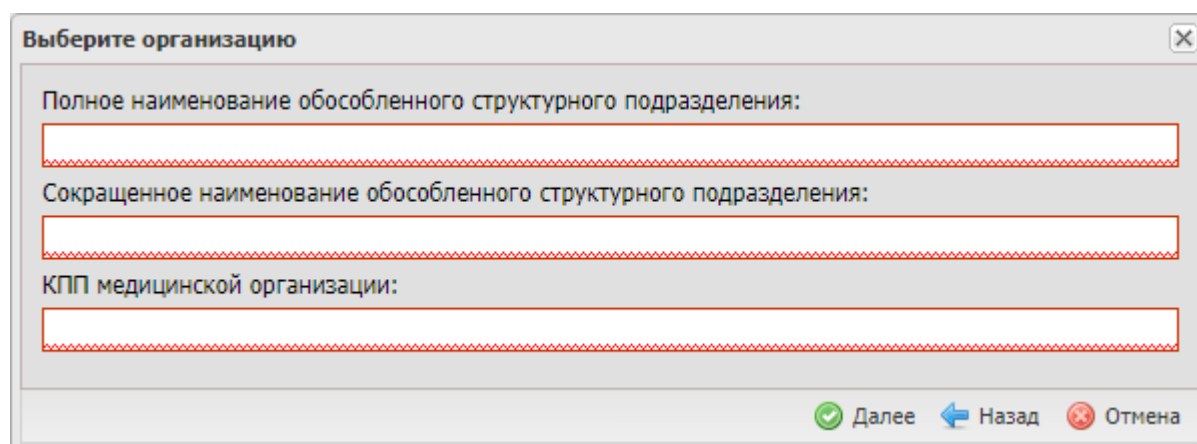 Выберите организацию
Полное наименование обособленного структурного подразделения:
Сокращенное наименование обособленного структурного подразделения:
КПП медицинской организации:
Далее Назад Отмена